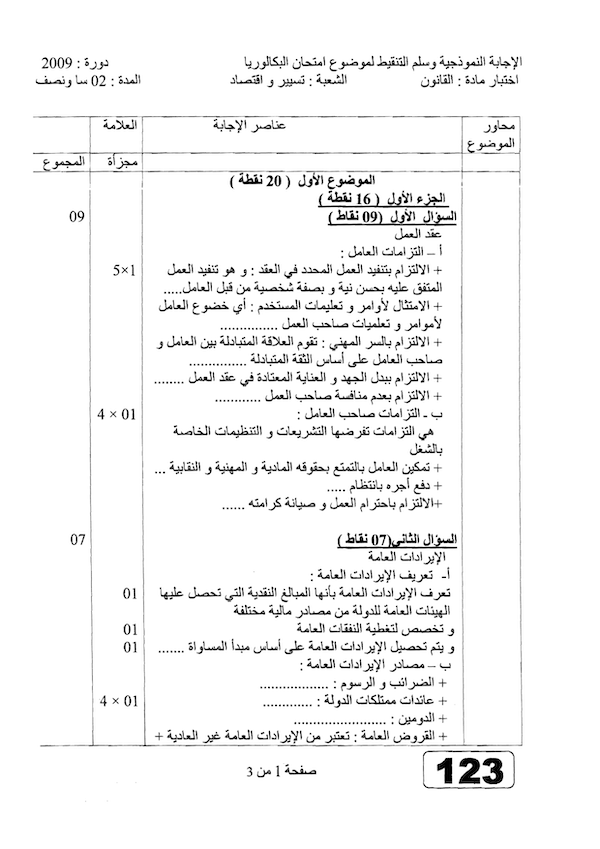 الإجابة النموذجية وسلم التنقيط لموضوع امتحان البكالوريا دورة : 2009
اختبار مادة : القانون الشعبة : تسيير و اقتصاد المدة : 02 سا ونصف
محاور الموضوع عناصر الإجابة العلامة
مجزأة المجموع
الموضوع الأول ( 20 نقطة )
الجزء الأول ( 16 نقطة )
السؤال الأول (09 نقاط ) 09
عقد العمل
أ – التزامات العامل :
+ الالتزام بتنفيد العمل المحدد في العقد : و هو تنفيد العمل 5×1
المتفق عليه بحسن نية و بصفة شخصية من قبل العامل.....
+ الامتثال لأوامر و تعليمات المستخدم : أي خضوع العامل
لأموامر و تعلميات صاحب العمل ...............
+ الالتزام بالسر المهني : تقوم العلاقة المتبادلة بين العامل و
صاحب العامل على أساس الثقة المتبادلة ...............
+ الالتزام ببدل الجهد و العناية المعتادة في عقد العمل ........
+ الالتزام بعدم منافسة صاحب العمل ............
ب ـ التزامات صاحب العامل : 4 × 01
هي التزامات تفرضها التشريعات و التنظيمات الخاصة
بالشغل
+ تمكين العامل بالتمتع بحقوقه المادية و المهنية و النقابية ...
+ دفع أجره بانتظام .....
+الالتزام باحترام العمل و صيانة كرامته ......
السؤال الثاني(07 نقاط ) 07
الإيرادات العامة
أ- تعريف الإيرادات العامة :
تعرف الإيرادات العامة بأنها المبالغ النقدية التي تحصل عليها 01
الهيئات العامة للدولة من مصادر مالية مختلفة
و تخصص لتغطية النفقات العامة 01
و يتم تحصيل الإيرادات العامة على أساس مبدأ المساواة ....... 01
ب – مصادر الإيرادات العامة :
+ الضرائب و الرسوم : ..................
+ عائدات ممتلكات الدولة : ............. 4 × 01
+ الدومين : ........................
+ القروض العامة : تعتبر من الإيرادات العامة غير العادية +
صفحة 1 من 3
123